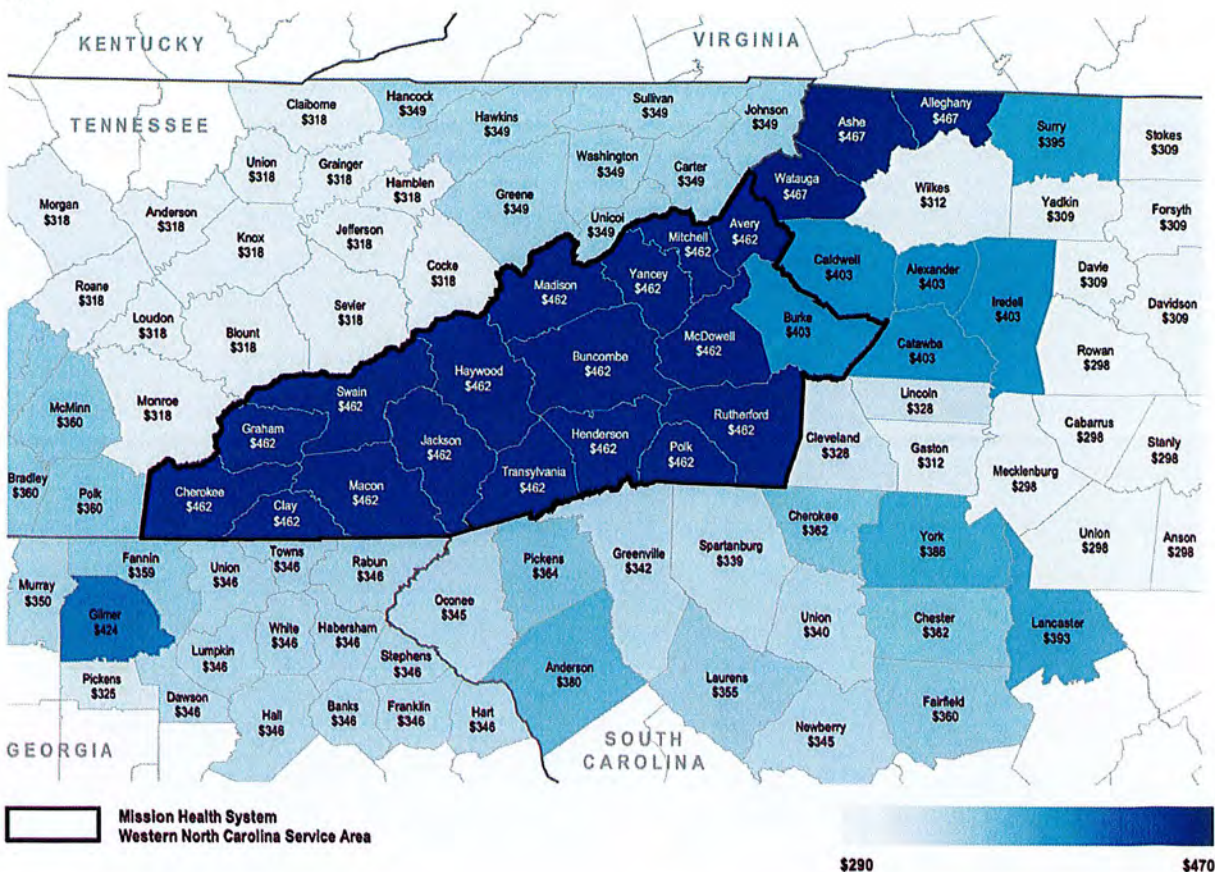 KENTUCKY
VIRGINIA
TENNESSEE
Claiborne
$318
Hancock
$349
Hawkins
$349
Sullivan
$349
Johnson
$349
Ashe
$467
Alleghany
$467
Surry
$395
Stokes
$309
Union
$318
Grainger
$318
Hamblen
$318
Greene
$349
Washington
$349
Carter
$349
Unicoi
$349
Watauga
$467
Wilkes
$312
Yadkin
$309
Forsyth
$309
Morgan
$318
Anderson
$318
Knox
$318
Jefferson
$318
Cocke
$318
Mitchell
$462
Avery
$462
Caldwell
$403
Alexander
$403
Iredell
$403
Davie
$309
Davidson
$309
Roane
$318
Loudon
$318
Blount
$318
Sevier
$318
Madison
$462
Yancey
$462
McDowell
$462
Burke
$403
Catawba
$403
Rowan
$298
McMinn
$360
Monroe
$318
Swain
$462
Haywood
$462
Buncombe
$462
Rutherford
$462
Lincoln
$328
Cleveland
$328
Gaston
$312
Cabarrus
$298
Stanly
$298
Mecklenburg
$298
Graham
$462
Jackson
$462
Henderson
$462
Polk
$462
Transylvania
$462
Bradley
$360
Polk
$360
Cherokee
$462
Clay
$462
Macon
$462
Union
$298
Anson
$298
Murray
$350
Fannin
$359
Union
$346
Towns
$346
Rabun
$346
Pickens
$364
Greenville
$342
Spartanburg
$339
Cherokee
$362
York
$386
Gilmer
$424
Oconee
$345
Union
$340
Chester
$382
Lancaster
$393
White
$346
Habersham
$346
Lumpkin
$346
Stephens
$346
Pickens
$325
Dawson
$346
Hall
$346
Banks
$346
Franklin
$346
Hart
$346
Anderson
$380
Laurens
$355
Newberry
$345
Fairfield
$360
GEORGIA
SOUTH
CAROLINA
Mission Health System
Western North Carolina Service Area
$290
$470